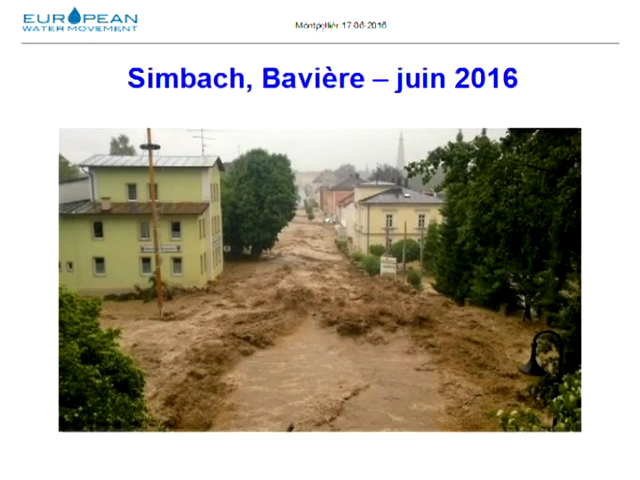 EUROPEAN
WATER MOVEMENT
Montpellier 17-06-2016
Simbach, Bavière – juin 2016